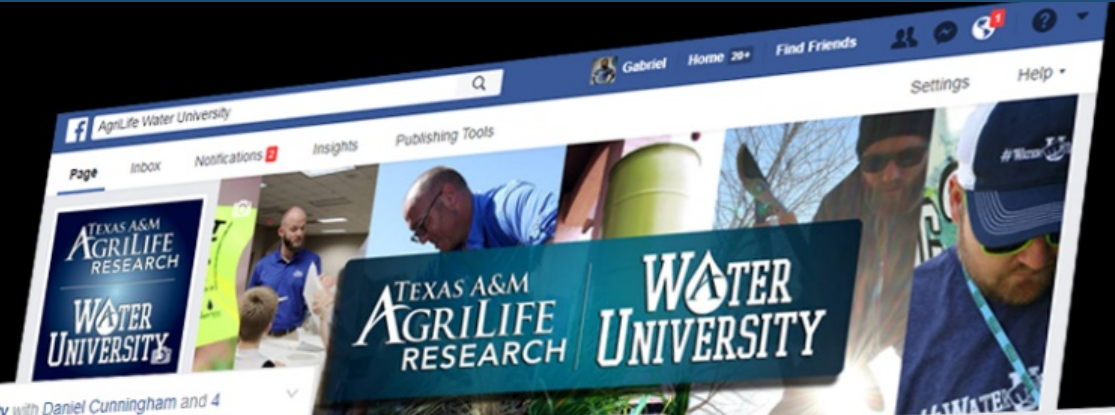 Gabriel Home 20+ Find Friends 1
AgriLife Water University
Page Inbox Notifications 2 Insights Publishing Tools Settings Help
TEXAS A&M
AGRILIFE
RESEARCH
WATER
UNIVERSITY
TEXAS A&M
AGRILIFE
RESEARCH
WATER
UNIVERSITY
with Daniel Cunningham and 4